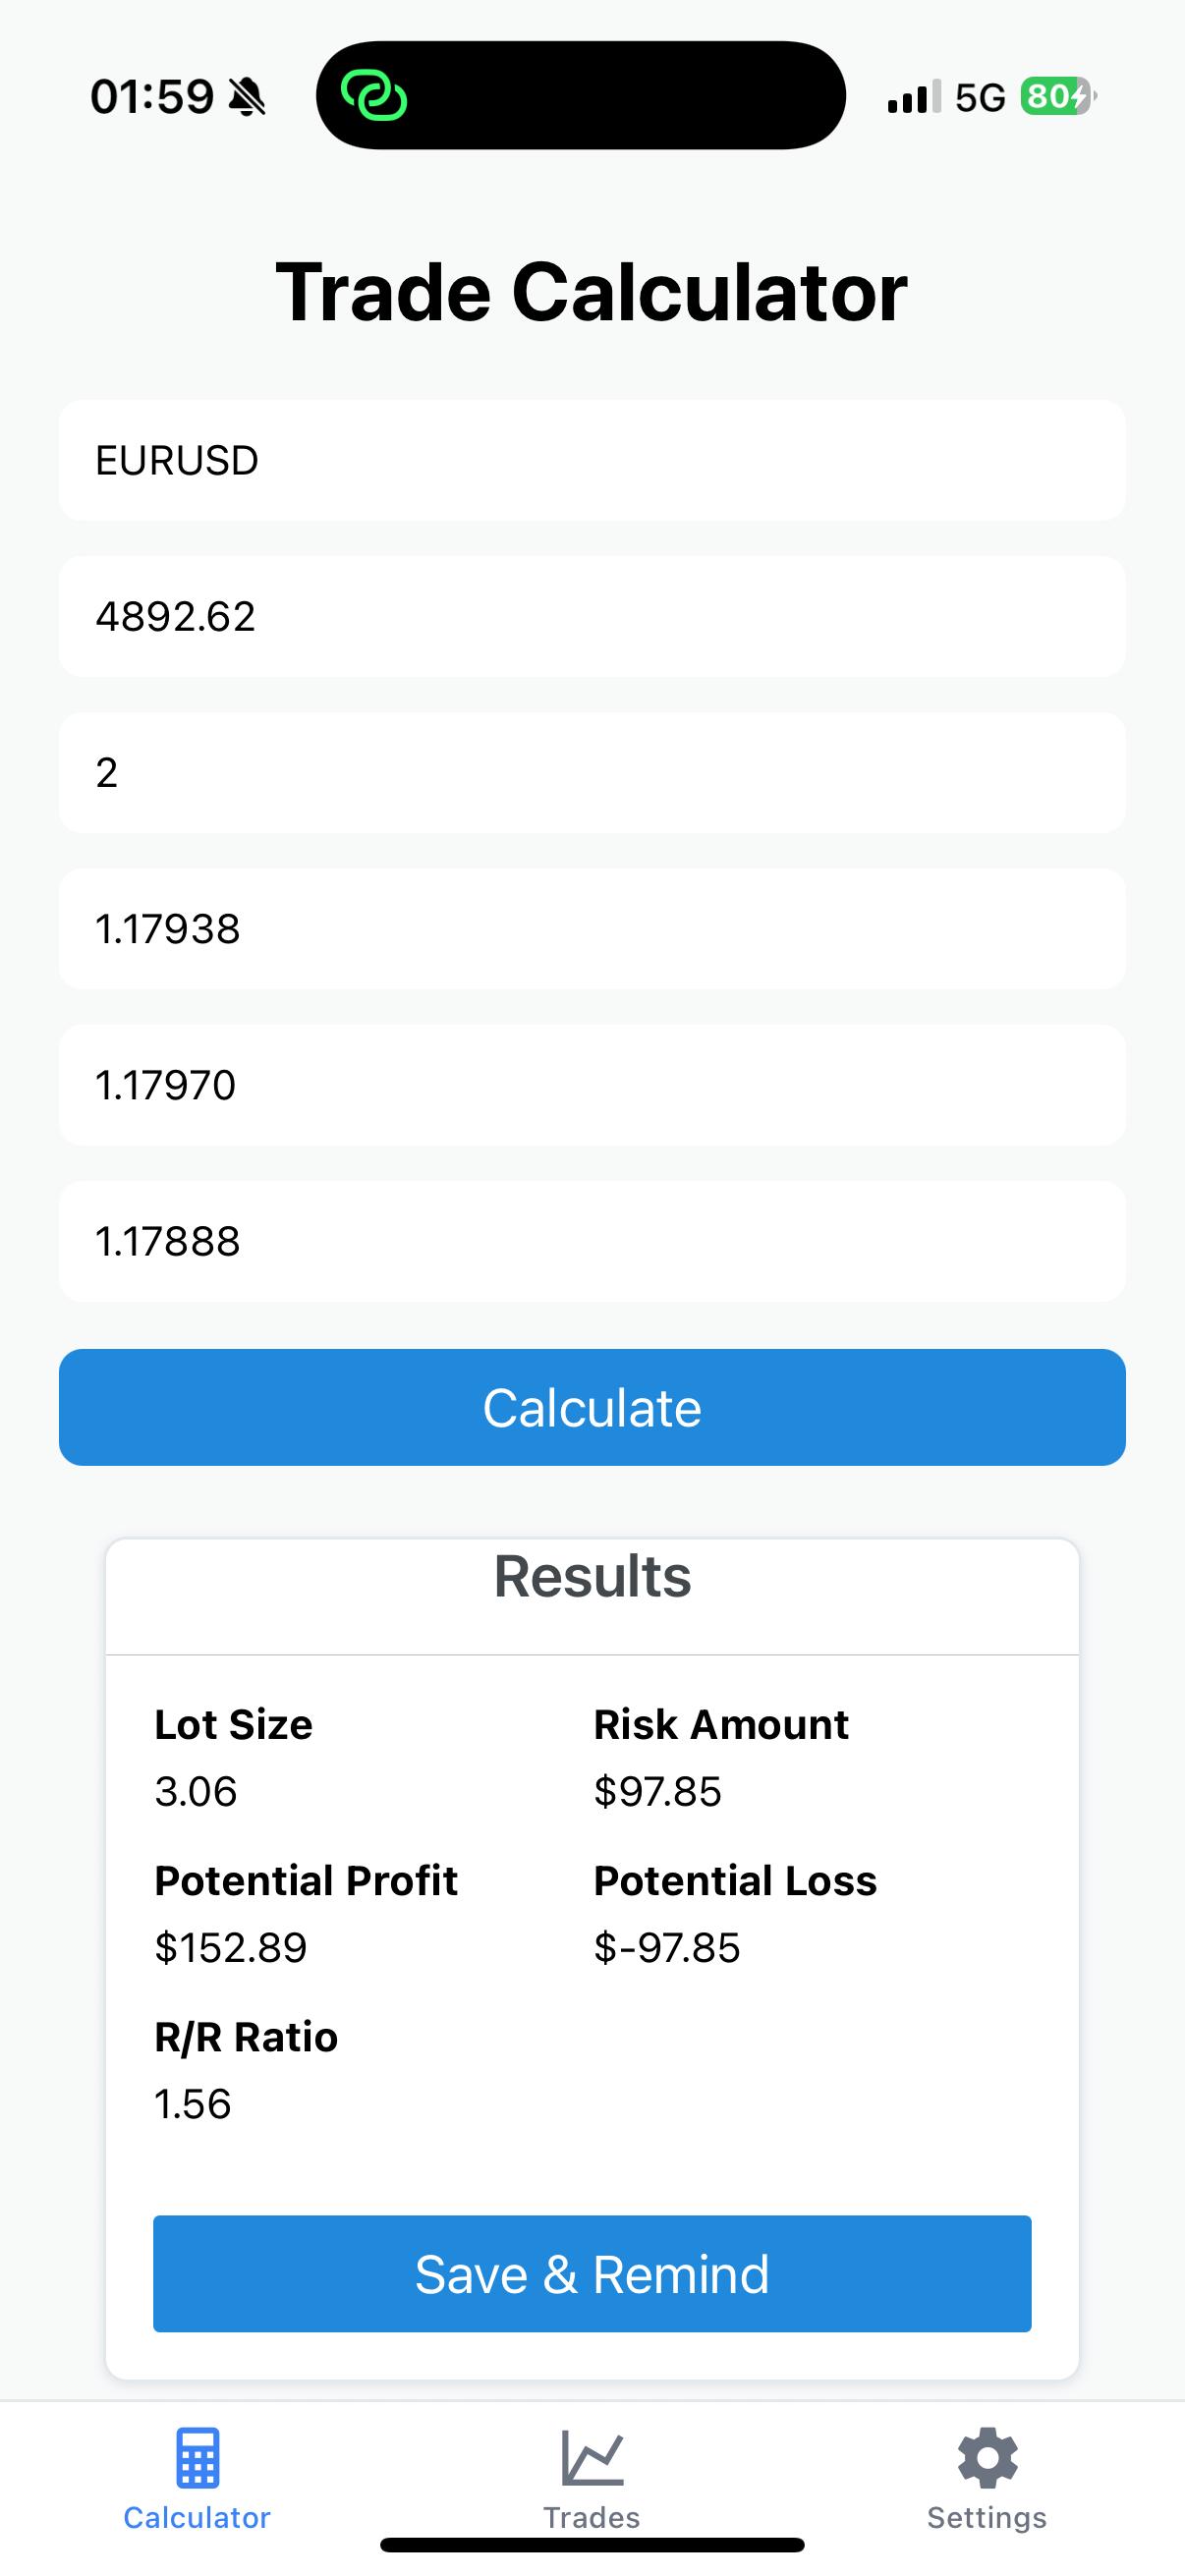 01:59
5G
80
Trade Calculator
EURUSD
4892.62
2
1.17938
1.17970
1.17888
Calculate
Results
Lot Size
Risk Amount
3.06
$97.85
Potential Profit
Potential Loss
$152.89
$-97.85
R/R Ratio
1.56
Save & Remind
Calculator
Trades
Settings